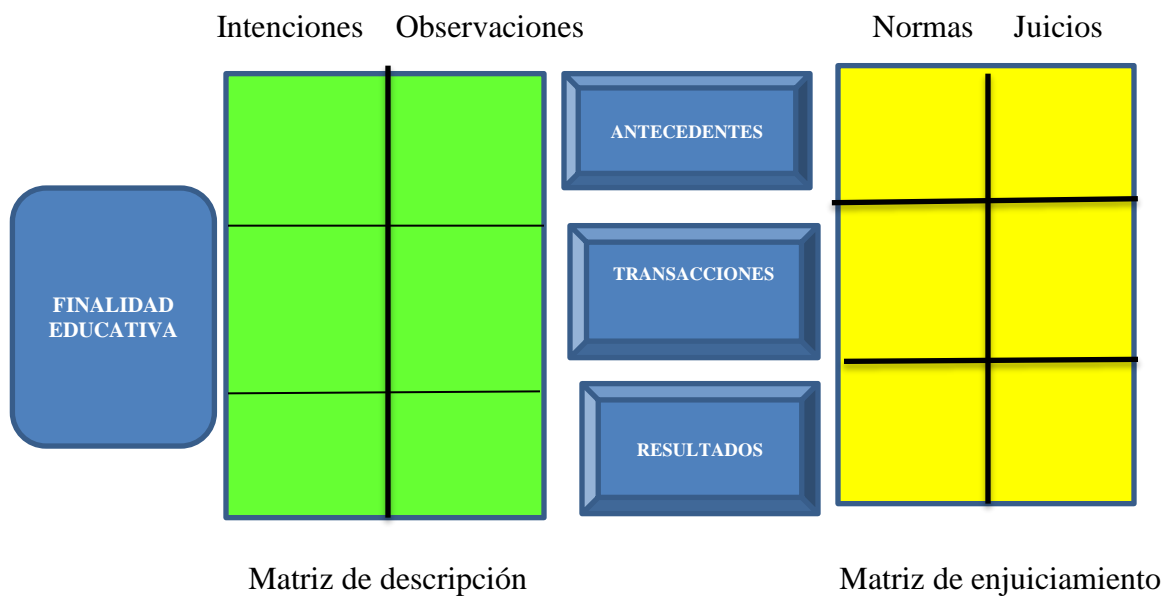 Intenciones Observaciones
Normas Juicios
ANTECEDENTES
TRANSACCIONES
FINALIDAD
EDUCATIVA
RESULTADOS
Matriz de descripción
Matriz de enjuiciamiento